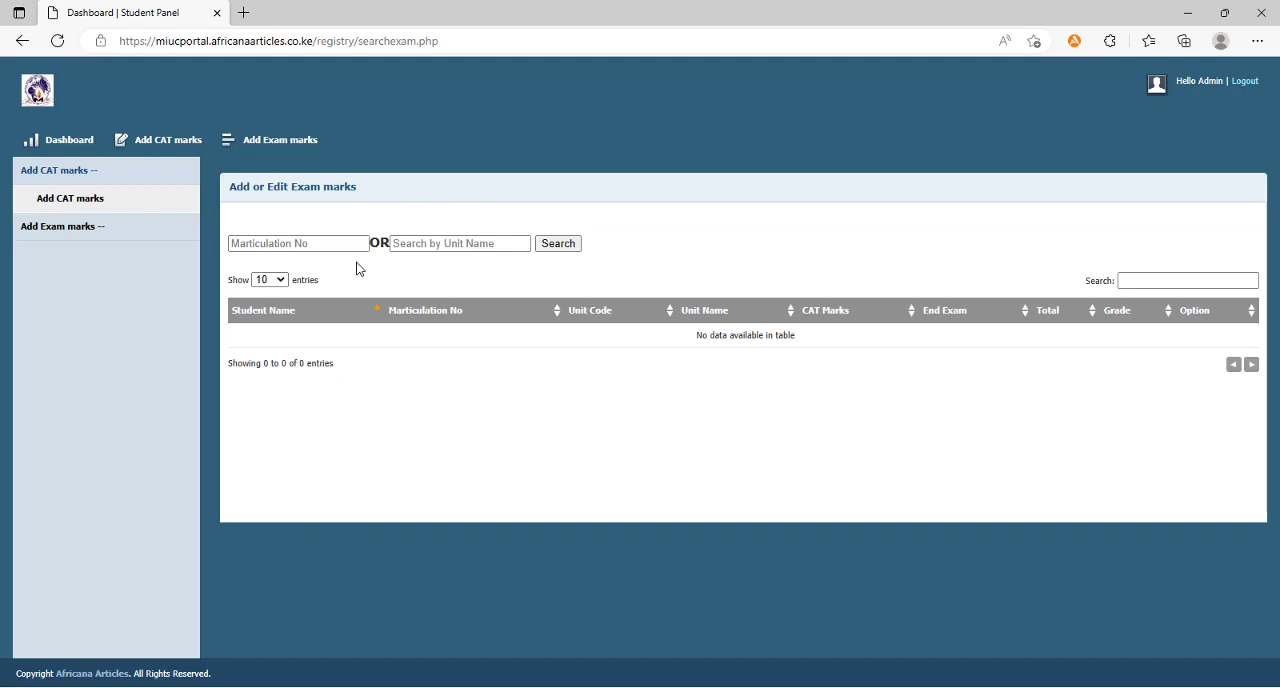 Dashboard | Student Panel
https://miucportal.africanaarticles.co.ke/registry/searchexam.php
Hello Admin | Logout
Dashboard Add CAT marks Add Exam marks
Add CAT marks --
Add CAT marks
Add Exam marks --
Add or Edit Exam marks
Marticulation No OR Search by Unit Name Search
Show 10 entries Search:
Student Name Marticulation No Unit Code Unit Name CAT Marks End Exam Total Grade Option
No data available in table
Showing 0 to 0 of 0 entries
Copyright Africana Articles. All Rights Reserved.